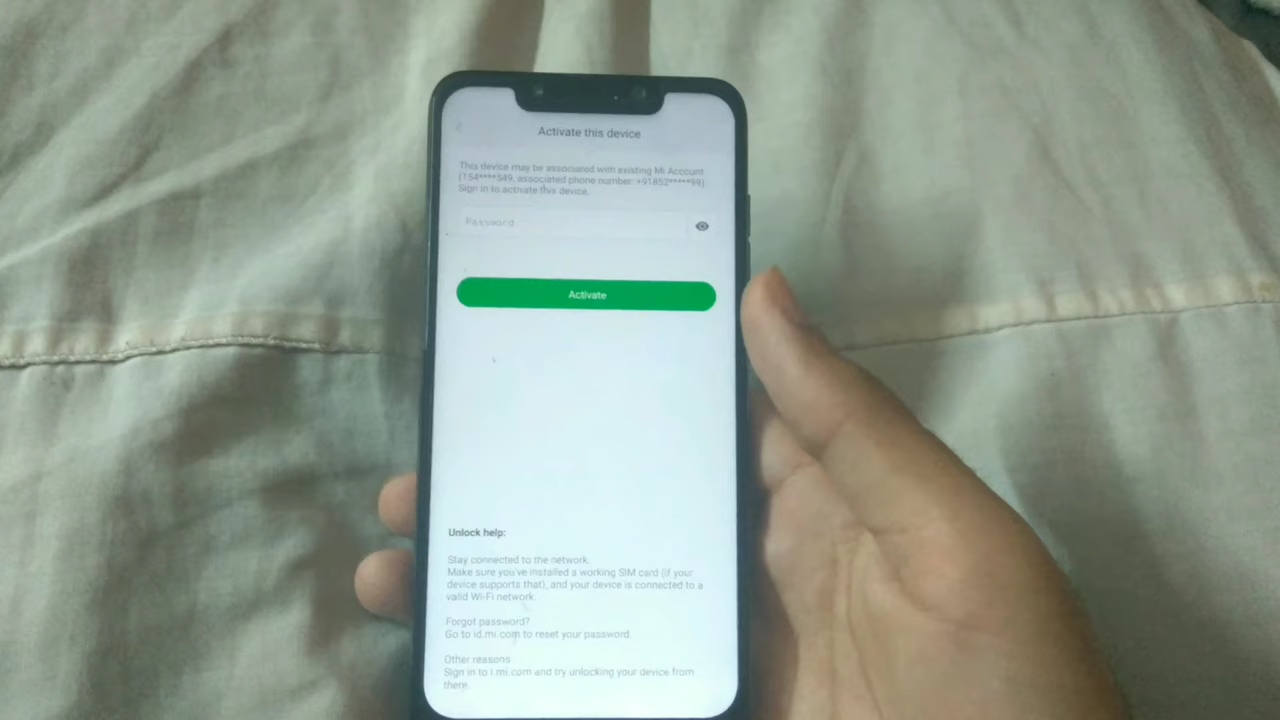 Activate this device
This device may be associated with existing Mi Account
(154****549, associated phone number: +91852*****99).
Sign in to activate this device.
Password
Activate
Unlock help:
Stay connected to the network.
Make sure you've installed a working SIM card (if your
device supports that), and your device is connected to a
valid Wi-Fi network.
Forgot password?
Go to id.mi.com to reset your password.
Other reasons
Sign in to i.mi.com and try unlocking your device from
there.